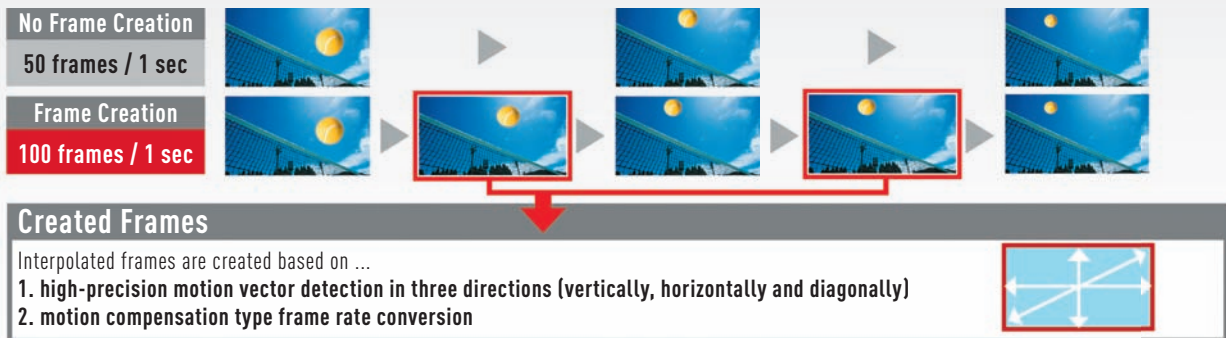 No Frame Creation
50 frames / 1 sec
Frame Creation
100 frames / 1 sec
Created Frames
Interpolated frames are created based on ...
1. high-precision motion vector detection in three directions (vertically, horizontally and diagonally)
2. motion compensation type frame rate conversion